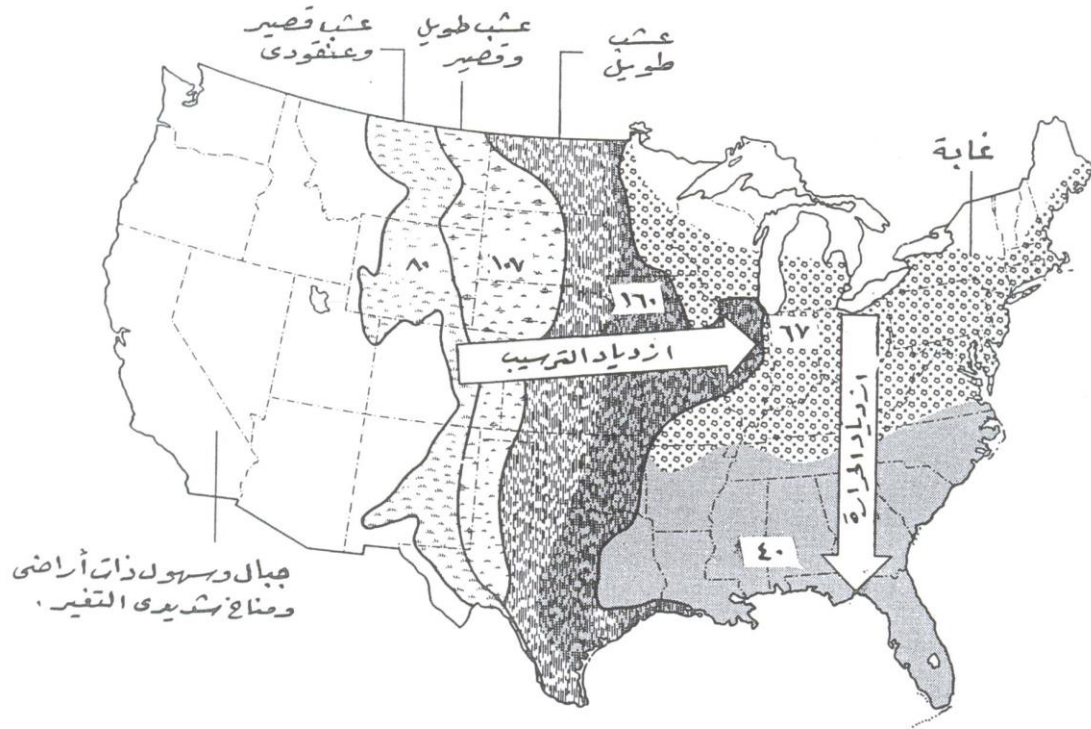 عشب قصير
وعنقودى
عشب طويل
وقصير
عشب
طويل
غابة
٨٠
١٠٧
١٦٠
٦٧
ازدياد الترسيب
ازدياد الحرارة
٤٠
جبال وسهول ذات أراضى
ومناخ شديدى التغير .